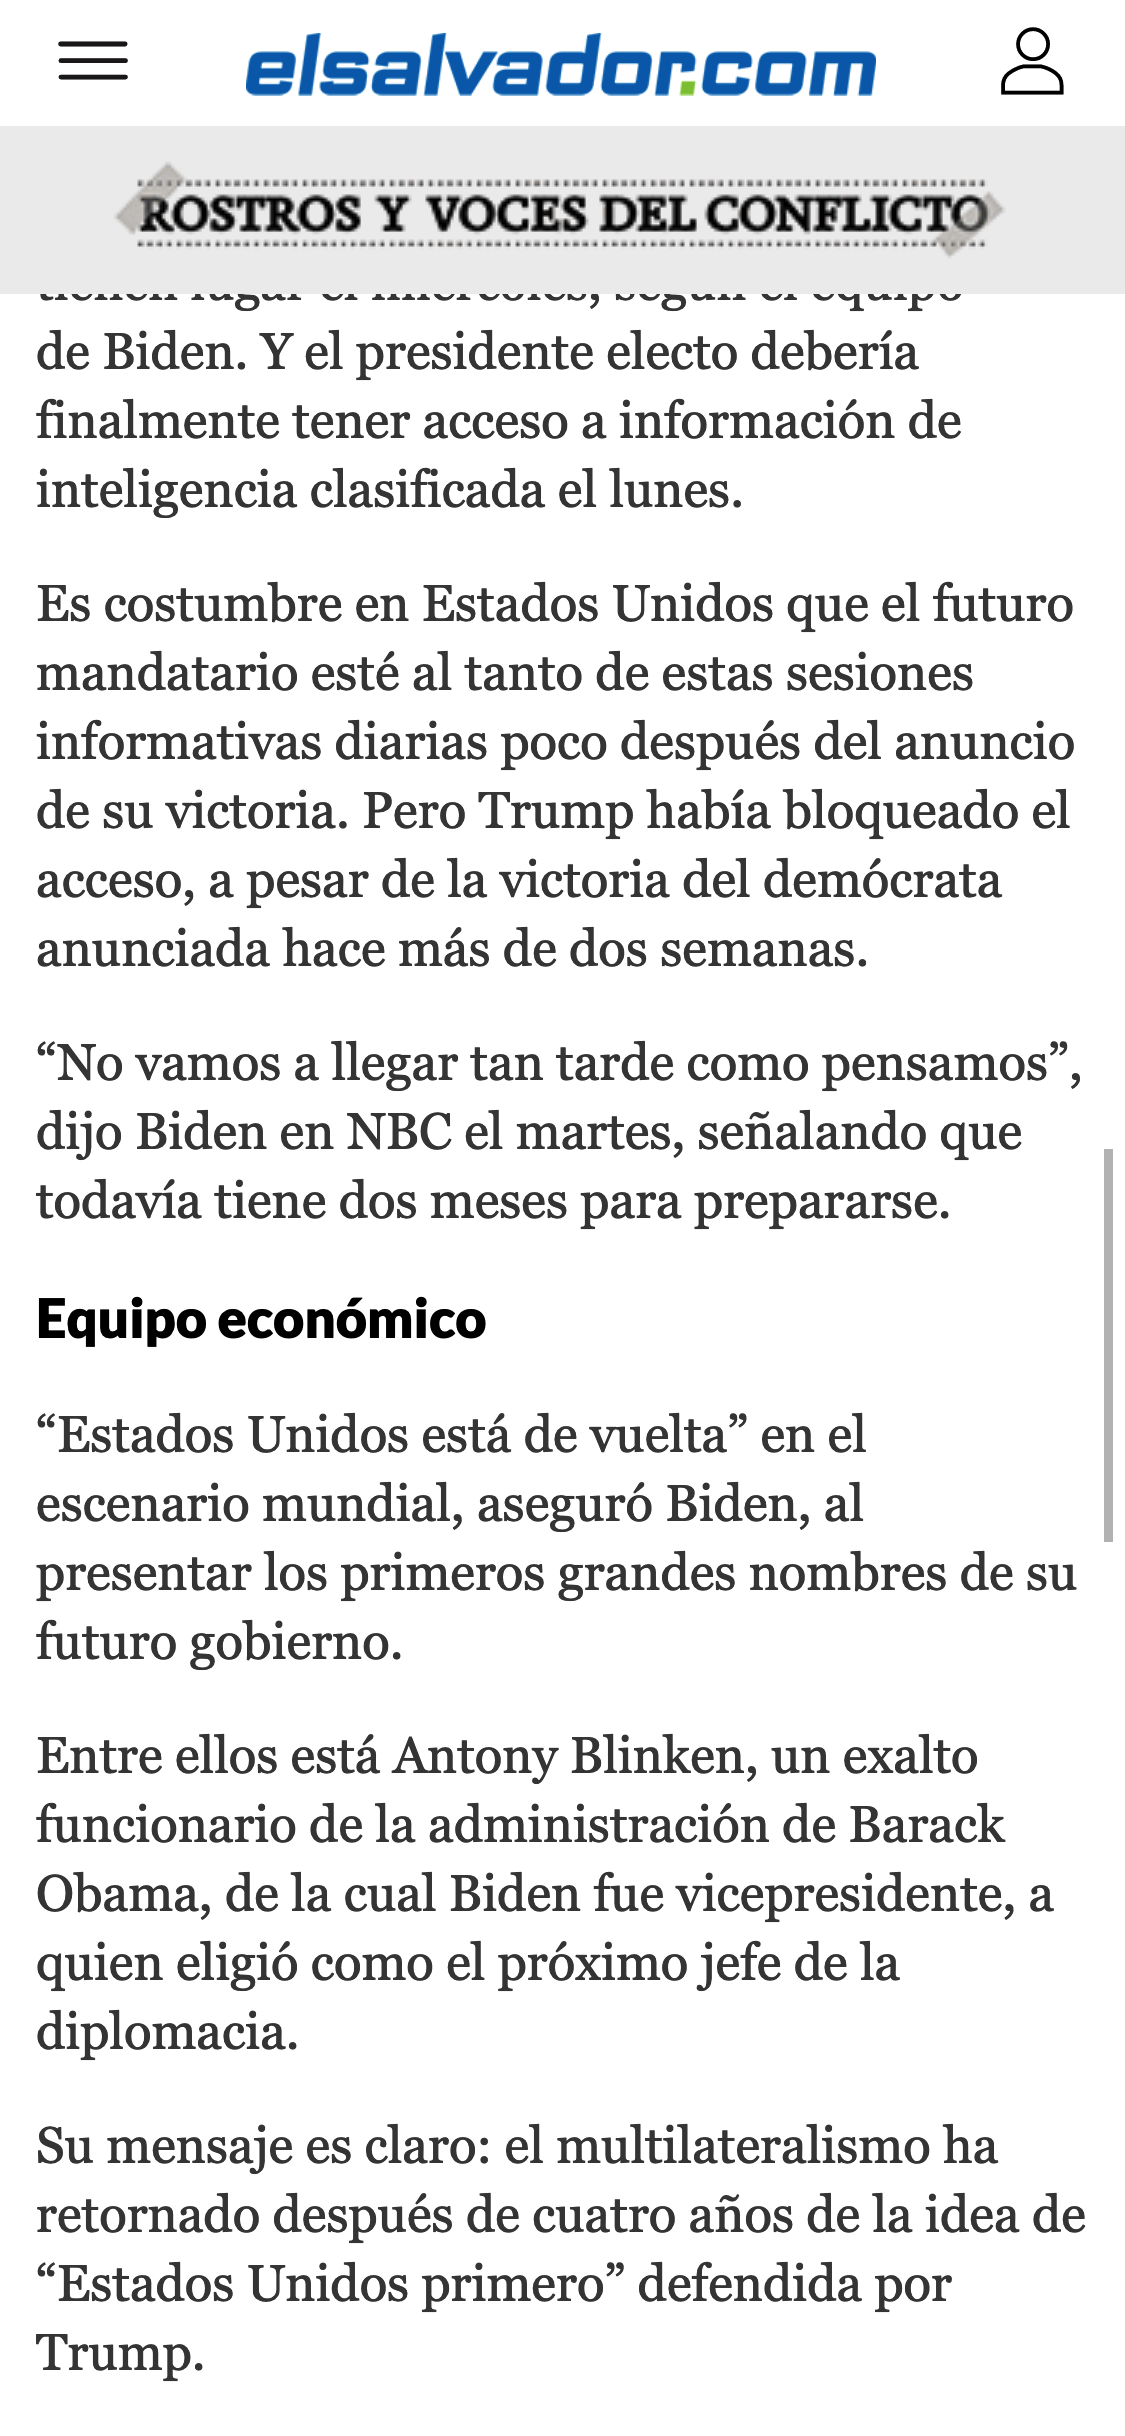 elsalvador.com
ROSTROS Y VOCES DEL CONFLICTO
tienen lugar el miércoles, según el equipo
de Biden. Y el presidente electo debería
finalmente tener acceso a información de
inteligencia clasificada el lunes.
Es costumbre en Estados Unidos que el futuro
mandatario esté al tanto de estas sesiones
informativas diarias poco después del anuncio
de su victoria. Pero Trump había bloqueado el
acceso, a pesar de la victoria del demócrata
anunciada hace más de dos semanas.
“No vamos a llegar tan tarde como pensamos”,
dijo Biden en NBC el martes, señalando que
todavía tiene dos meses para prepararse.
Equipo económico
“Estados Unidos está de vuelta” en el
escenario mundial, aseguró Biden, al
presentar los primeros grandes nombres de su
futuro gobierno.
Entre ellos está Antony Blinken, un exalto
funcionario de la administración de Barack
Obama, de la cual Biden fue vicepresidente, a
quien eligió como el próximo jefe de la
diplomacia.
Su mensaje es claro: el multilateralismo ha
retornado después de cuatro años de la idea de
“Estados Unidos primero” defendida por
Trump.